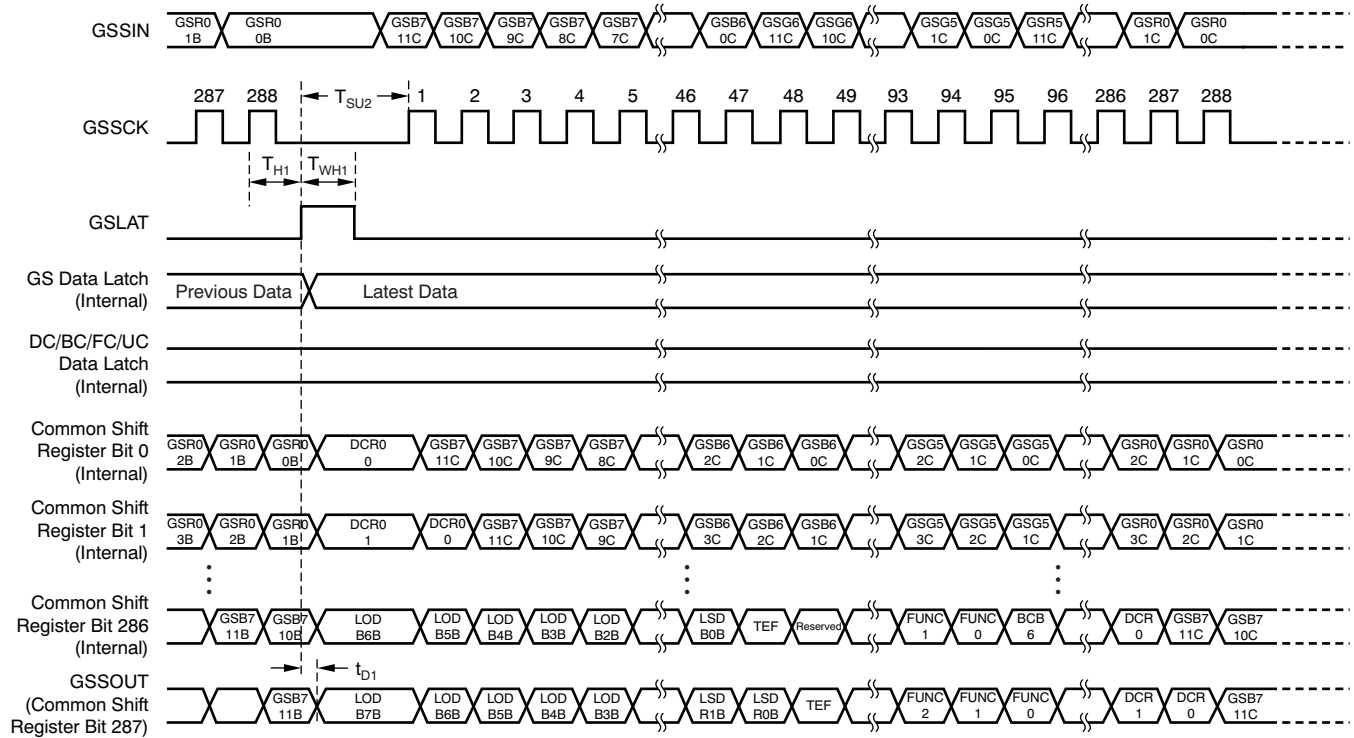 GSSIN
GSR0 GSR0 GSB7 GSB7 GSB7 GSB7 GSB7 GSB6 GSG6 GSG6 GSG5 GSG5 GSR5 GSR0 GSR0
1B 0B 11C 10C 9C 8C 7C 0C 11C 10C 1C 0C 11C 1C 0C
287 288 TSU2 1 2 3 4 5 46 47 48 49 93 94 95 96 286 287 288
GSSCK
TH1 TWH1
GSLAT
GS Data Latch
(Internal)
Previous Data Latest Data
DC/BC/FC/UC
Data Latch
(Internal)
Common Shift
Register Bit 0
(Internal)
GSR0 GSR0 GSR0 DCR0 GSB7 GSB7 GSB7 GSB7 GSB6 GSB6 GSB6 GSG5 GSG5 GSG5 GSR0 GSR0 GSR0
2B 1B 0B 0 11C 10C 9C 8C 2C 1C 0C 2C 1C 0C 2C 1C 0C
Common Shift
Register Bit 1
(Internal)
GSR0 GSR0 GSR0 DCR0 DCR0 GSB7 GSB7 GSB7 GSB6 GSB6 GSB6 GSG5 GSG5 GSG5 GSR0 GSR0 GSR0
3B 2B 1B 1 0 11C 10C 9C 3C 2C 1C 3C 2C 1C 3C 2C 1C
Common Shift
Register Bit 286
(Internal)
GSB7 GSB7 LOD LOD LOD LOD LOD LSD TEF Reserved FUNC FUNC BCB DCR GSB7 GSB7
11B 10B B6B B5B B4B B3B B2B B0B 1 0 6 0 11C 10C
tD1
GSSOUT
(Common Shift
Register Bit 287)
GSB7 LOD LOD LOD LOD LOD LSD LSD TEF FUNC FUNC FUNC DCR DCR GSB7
11B B7B B6B B5B B4B B3B R1B R0B 2 1 0 1 0 11C